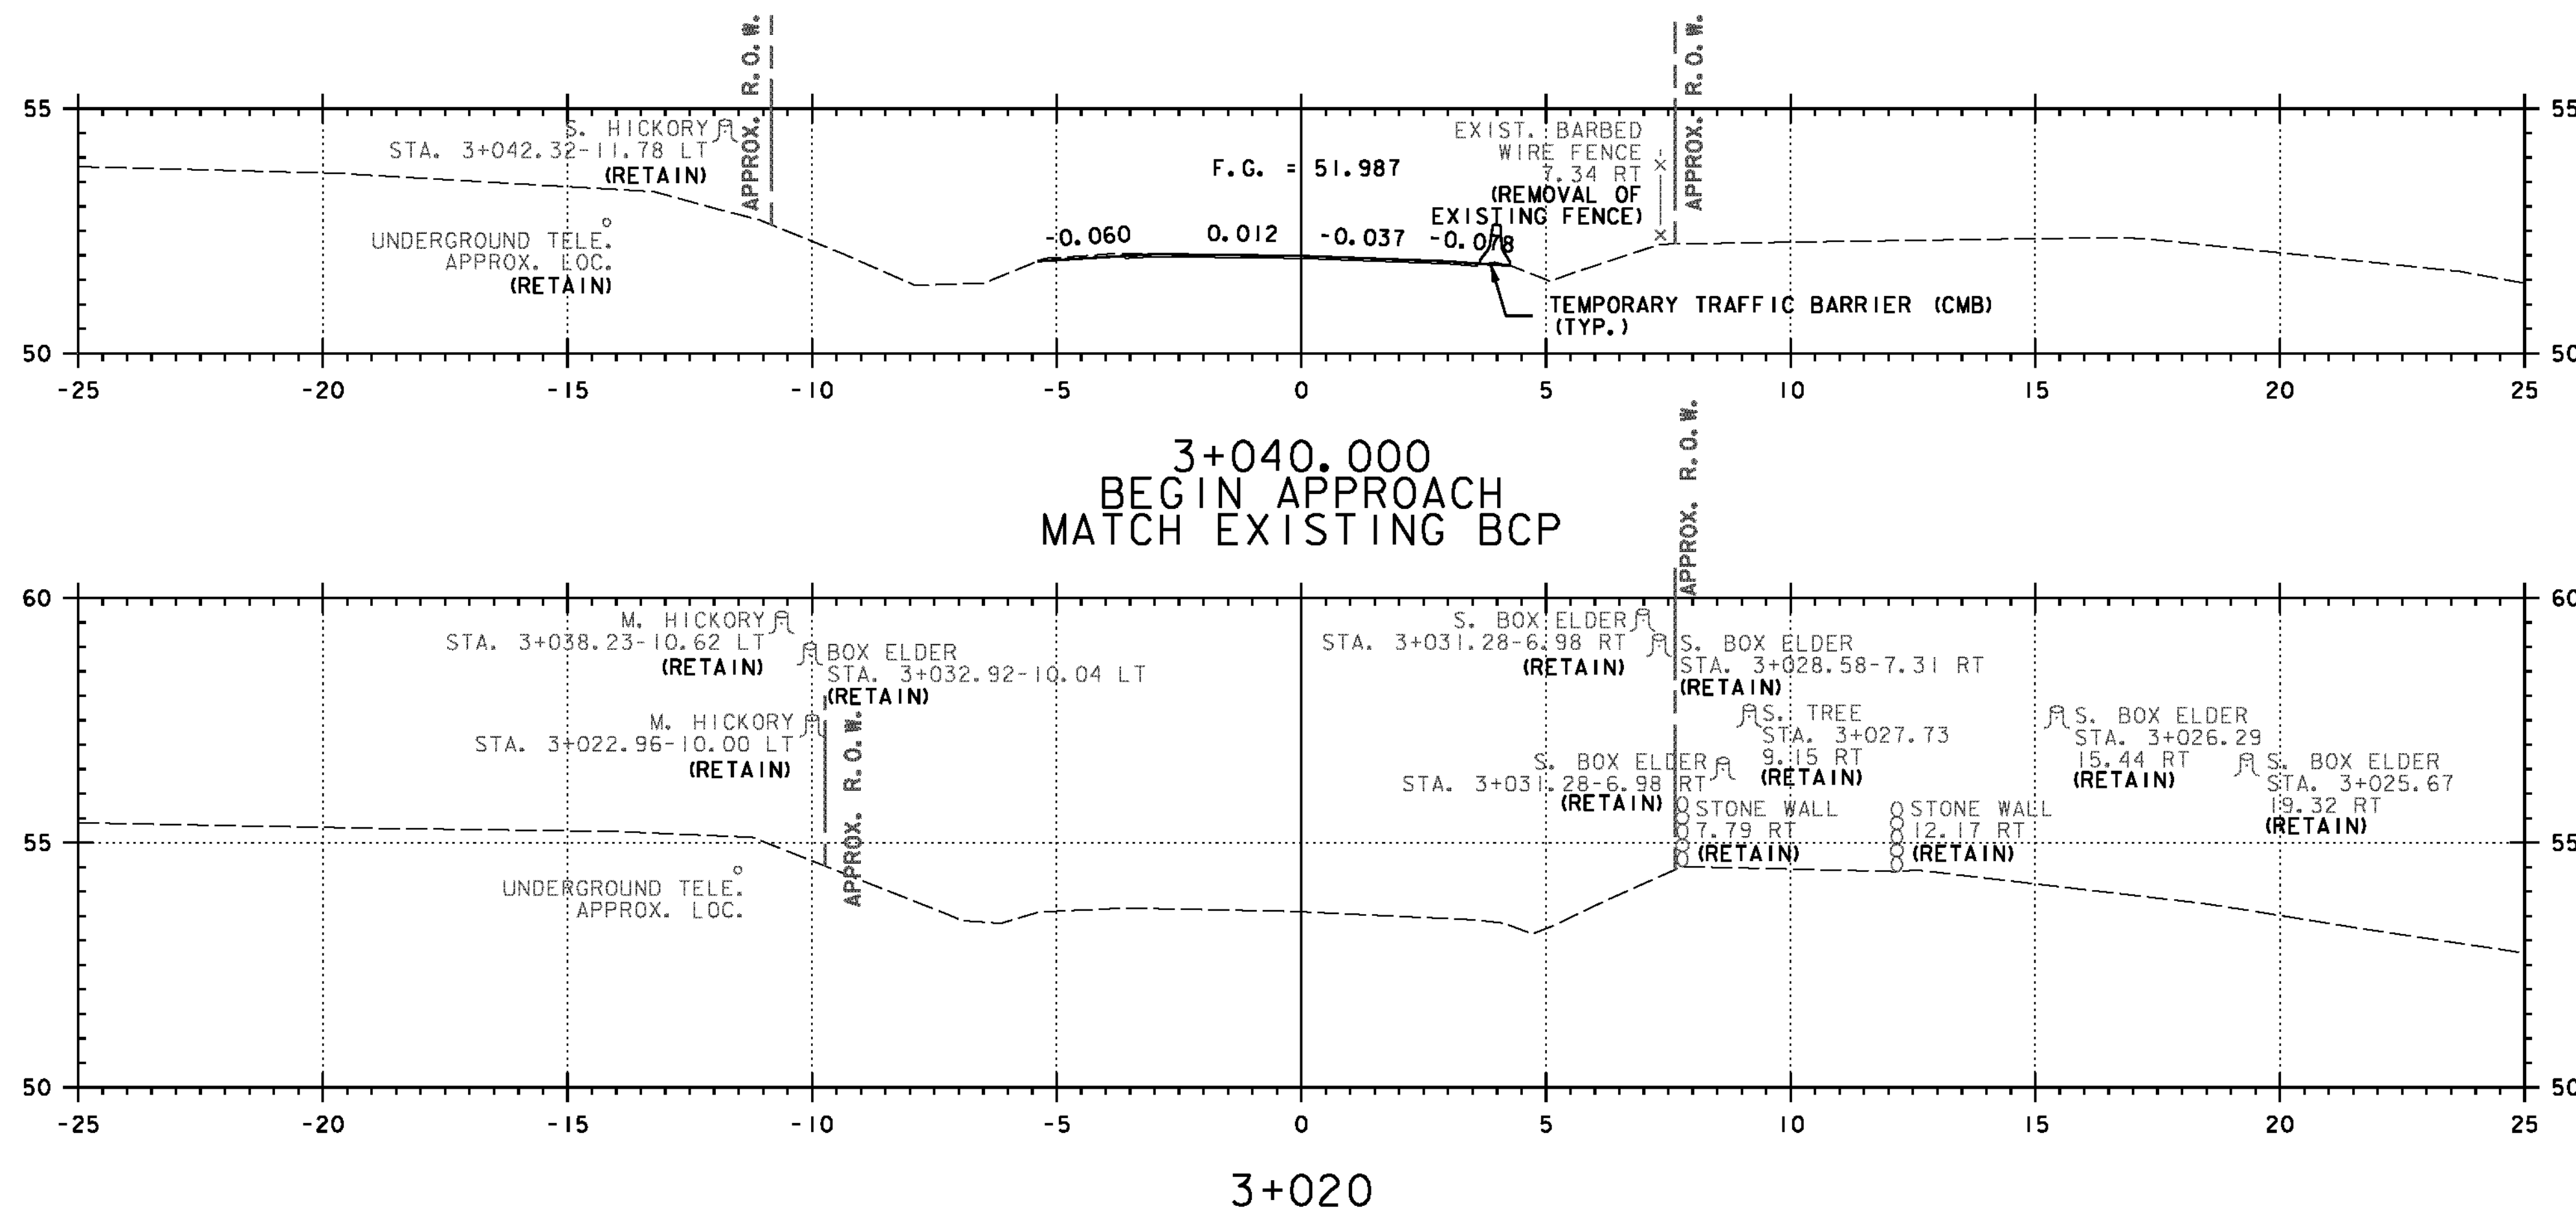 APPROX. R.O.W.
APPROX. R.O.W.
55
55
S. HICKORY
STA. 3+042.32-11.78 LT
(RETAIN)
UNDERGROUND TELE.
APPROX. LOC.
(RETAIN)
F.G. = 51.987
EXIST. BARBED
WIRE FENCE
7.34 RT
(REMOVAL OF
EXISTING FENCE)
-0.060 0.012 -0.037 -0.078
TEMPORARY TRAFFIC BARRIER (CMB)
(TYP.)
50
50
-25 -20 -15 -10 -5 0 5 10 15 20 25
3+040.000
BEGIN APPROACH
MATCH EXISTING BCP
APPROX. R.O.W.
60
60
M. HICKORY
STA. 3+038.23-10.62 LT
(RETAIN)
BOX ELDER
STA. 3+032.92-10.04 LT
(RETAIN)
M. HICKORY
STA. 3+022.96-10.00 LT
(RETAIN)
APPROX. R.O.W.
S. BOX ELDER
STA. 3+031.28-6.98 RT
(RETAIN)
S. BOX ELDER
STA. 3+028.58-7.31 RT
(RETAIN)
S. TREE
STA. 3+027.73
9.15 RT
(RETAIN)
S. BOX ELDER
STA. 3+026.29
15.44 RT
(RETAIN)
S. BOX ELDER
STA. 3+025.67
19.32 RT
(RETAIN)
S. BOX ELDER
STA. 3+031.28-6.98 RT
(RETAIN)
STONE WALL
7.79 RT
(RETAIN)
STONE WALL
12.17 RT
(RETAIN)
55
55
UNDERGROUND TELE.
APPROX. LOC.
50
50
-25 -20 -15 -10 -5 0 5 10 15 20 25
3+020